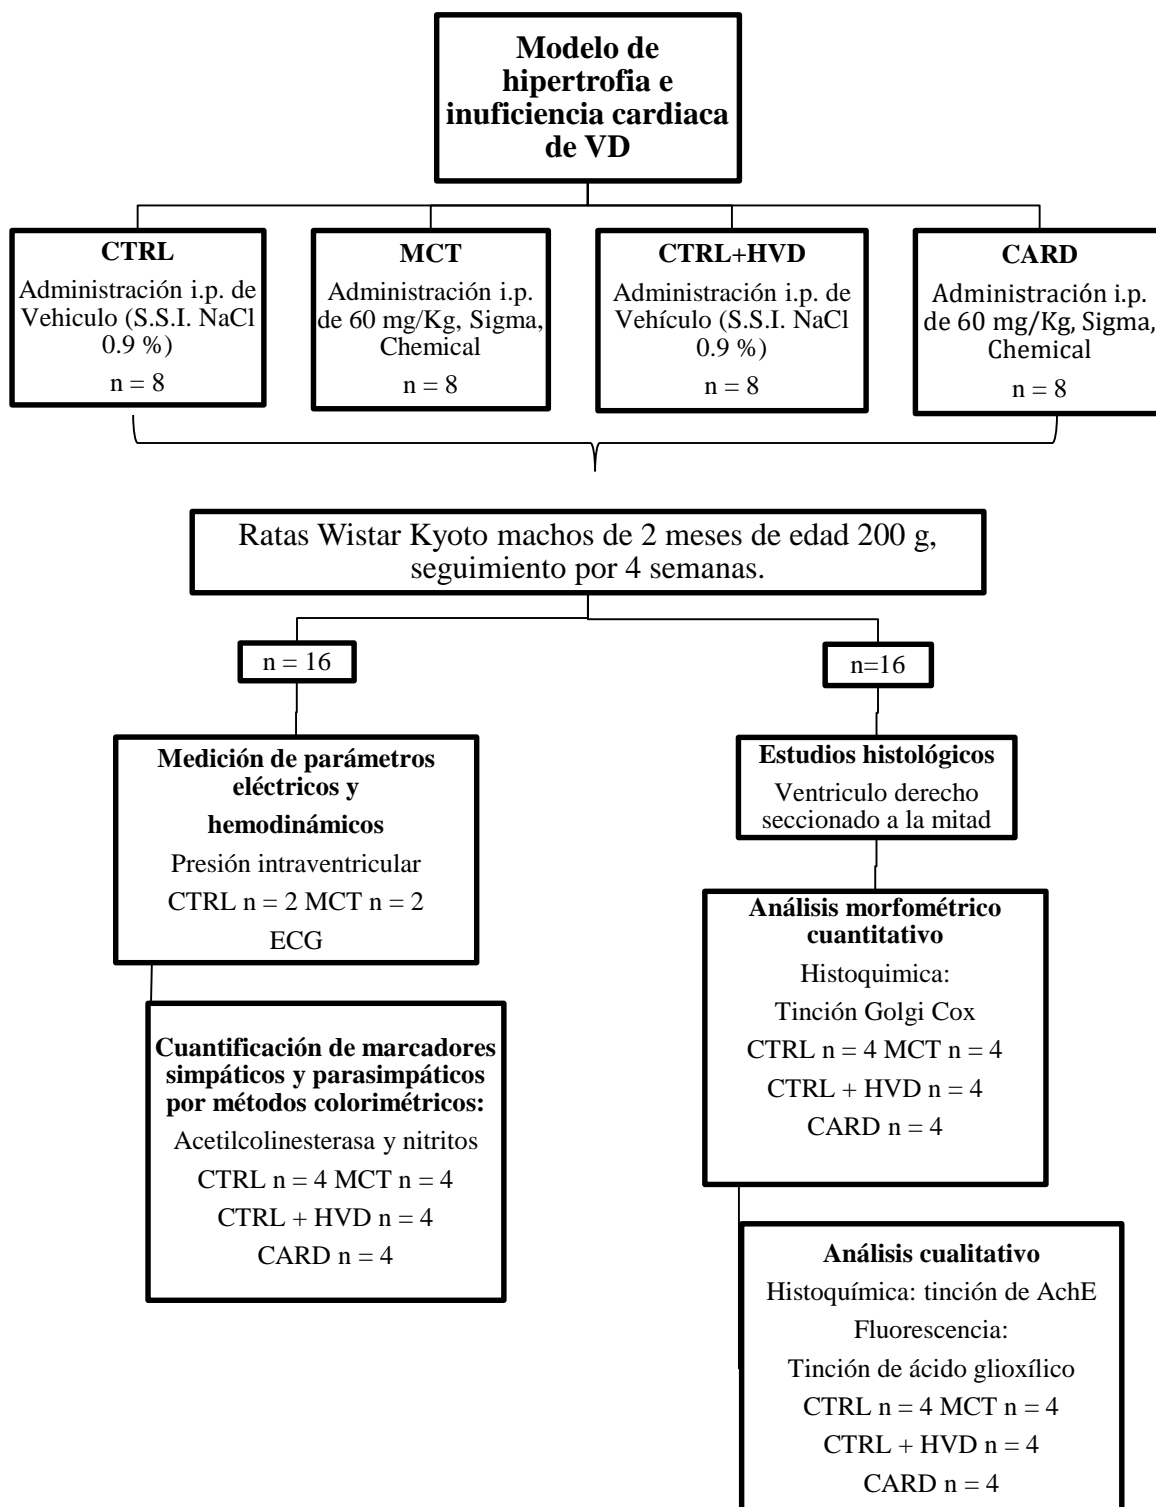 Modelo de
hipertrofia e
inuficiencia cardiaca
de VD
CTRL
Administración i.p. de
Vehiculo (S.S.I. NaCl
0.9 %)
n = 8
MCT
Administración i.p.
de 60 mg/Kg, Sigma,
Chemical
n = 8
CTRL+HVD
Administración i.p. de
Vehículo (S.S.I. NaCl
0.9 %)
n = 8
CARD
Administración i.p.
de 60 mg/Kg, Sigma,
Chemical
n = 8
Ratas Wistar Kyoto machos de 2 meses de edad 200 g,
seguimiento por 4 semanas.
n = 16
Medición de parámetros
eléctricos y
hemodinámicos
Presión intraventricular
CTRL n = 2 MCT n = 2
ECG
Cuantificación de marcadores
simpáticos y parasimpáticos
por métodos colorimétricos:
Acetilcolinesterasa y nitritos
CTRL n = 4 MCT n = 4
CTRL + HVD n = 4
CARD n = 4
n=16
Estudios histológicos
Ventriculo derecho
seccionado a la mitad
Análisis morfométrico
cuantitativo
Histoquimica:
Tinción Golgi Cox
CTRL n = 4 MCT n = 4
CTRL + HVD n = 4
CARD n = 4
Análisis cualitativo
Histoquímica: tinción de AchE
Fluorescencia:
Tinción de ácido glioxílico
CTRL n = 4 MCT n = 4
CTRL + HVD n = 4
CARD n = 4